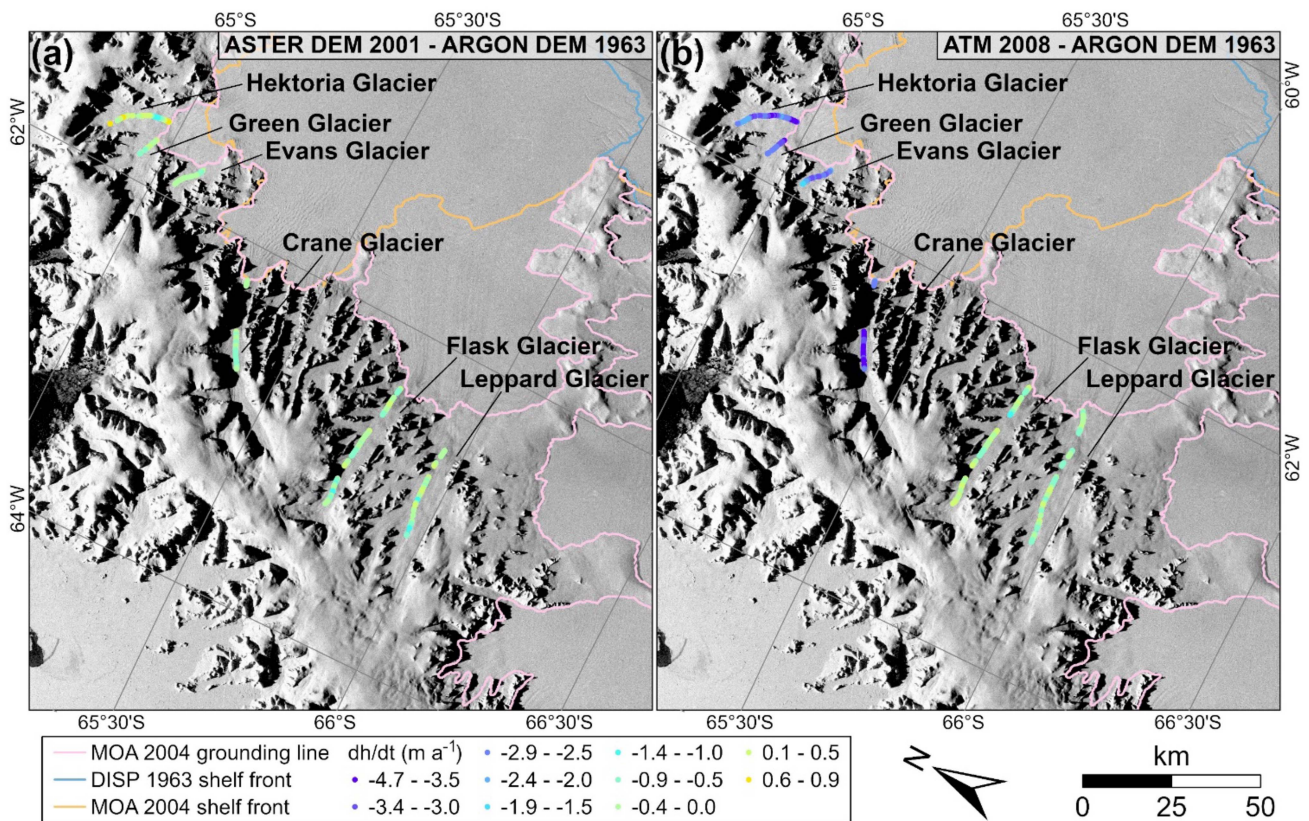 65°S 65°30'S 65°S 65°30'S
(a) ASTER DEM 2001 - ARGON DEM 1963
(b) ATM 2008 - ARGON DEM 1963
62°W
60°W
Hektoria Glacier
Green Glacier
Evans Glacier
Crane Glacier
Flask Glacier
Leppard Glacier
Hektoria Glacier
Green Glacier
Evans Glacier
Crane Glacier
Flask Glacier
Leppard Glacier
64°W
62°W
65°30'S 66°S 66°30'S 65°30'S 66°S 66°30'S
MOA 2004 grounding line
DISP 1963 shelf front
MOA 2004 shelf front
dh/dt (m a⁻¹)
-4.7 - -3.5
-3.4 - -3.0
-2.9 - -2.5
-2.4 - -2.0
-1.9 - -1.5
-1.4 - -1.0
-0.9 - -0.5
-0.4 - 0.0
0.1 - 0.5
0.6 - 0.9
N
km
0 25 50